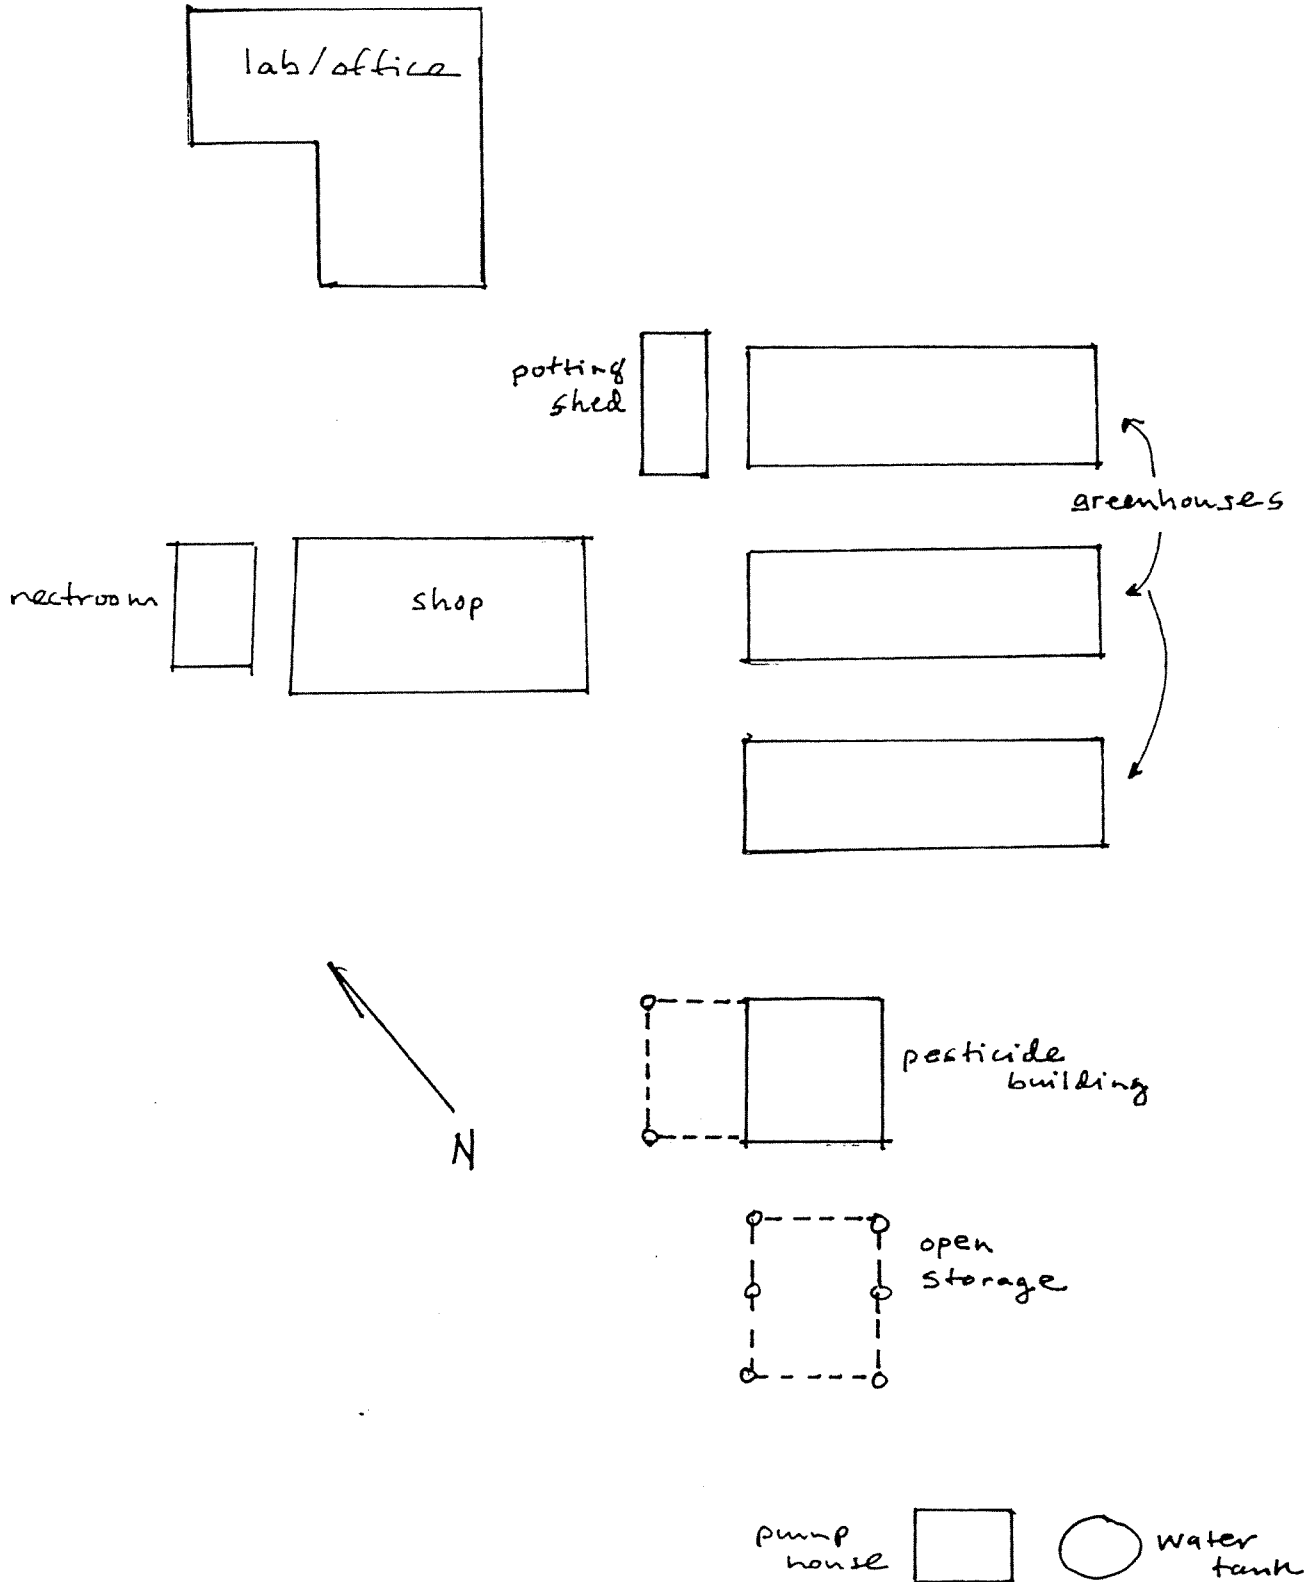 lab/office
potting
shed
greenhouses
restroom
shop
N
pesticide
building
open
storage
pump
house
water
tank